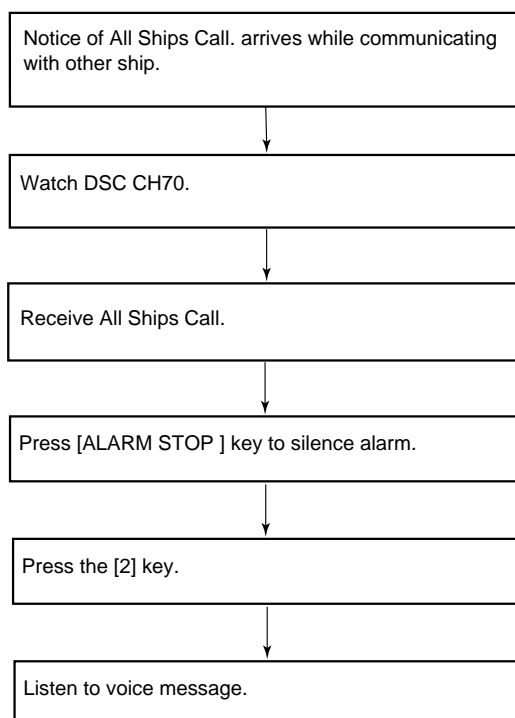 Notice of All Ships Call. arrives while communicating
with other ship.
Watch DSC CH70.
Receive All Ships Call.
Press [ALARM STOP ] key to silence alarm.
Press the [2] key.
Listen to voice message.